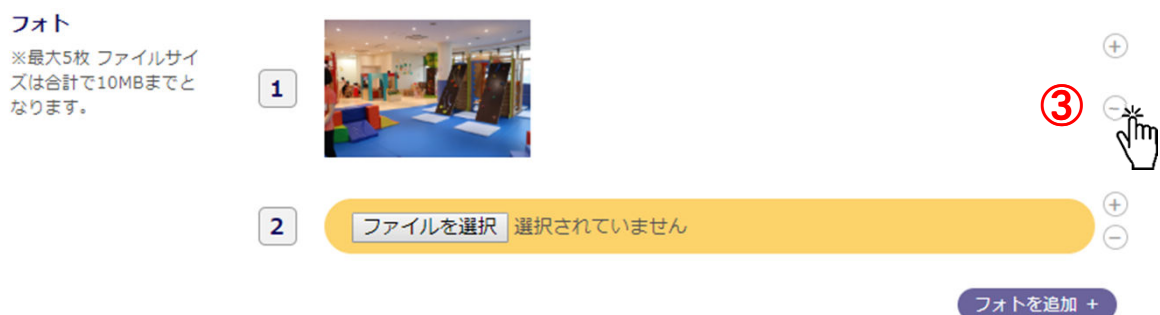 フォト
※最大5枚 ファイルサイ
ズは合計で10MBまでと
なります。
1
③
2
ファイルを選択 選択されていません
フォトを追加 +